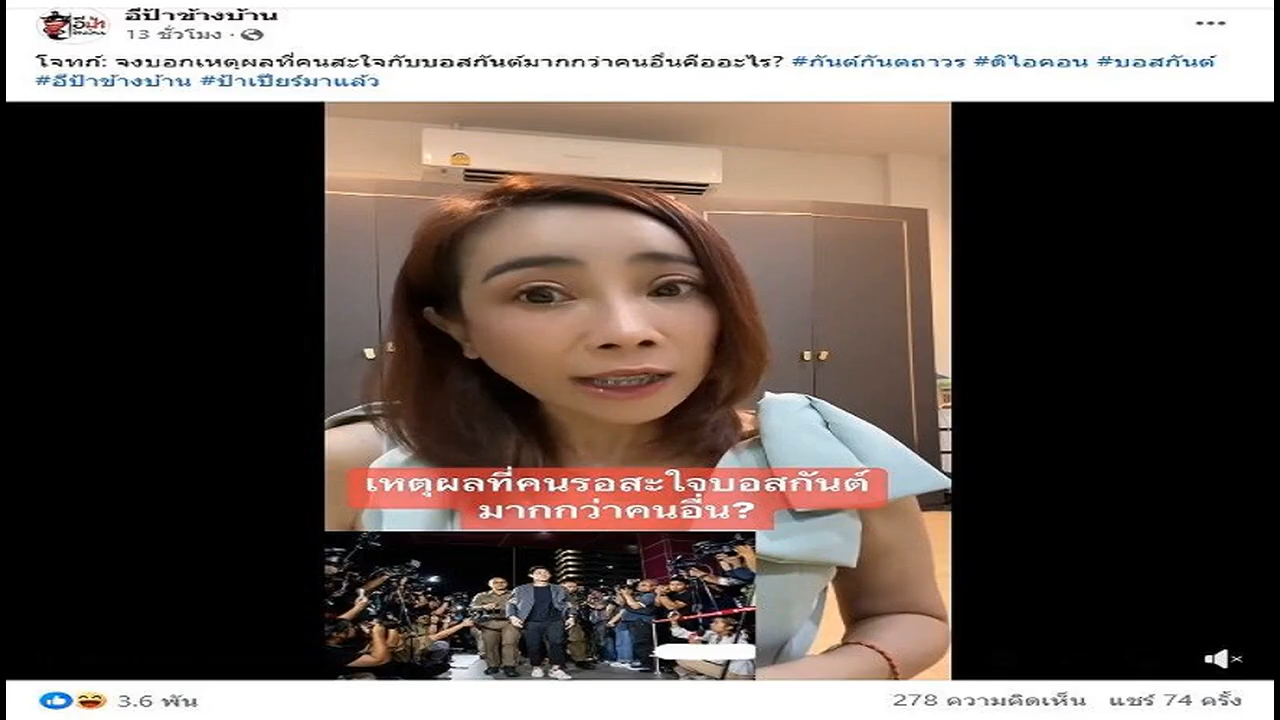 อีป้าข้างบ้าน
13 ชั่วโมง ·
โจทก์: จงบอกเหตุผลที่คนสะใจกับบอสกันต์มากกว่าคนอื่นคืออะไร? #กันต์กันตถาวร #ดิไอคอน #บอสกันต์
#อีป้าข้างบ้าน #ป้าเปียร์มาแล้ว
เหตุผลที่คนรอสะใจบอสกันต์
มากกว่าคนอื่น?
3.6 พัน
278 ความคิดเห็น แชร์ 74 ครั้ง